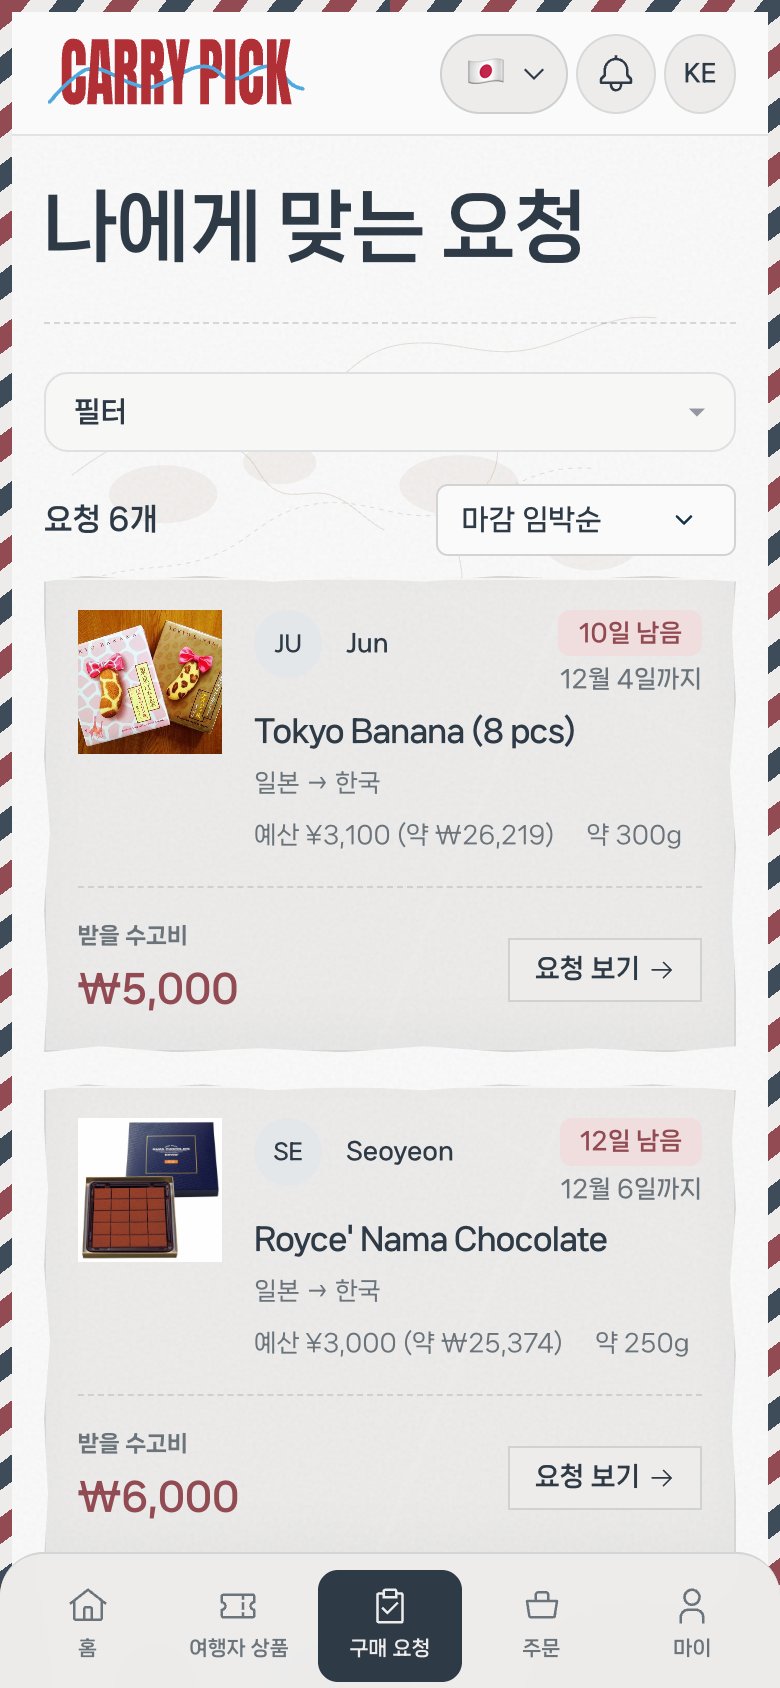 CARRY PICK
KE
나에게 맞는 요청
필터
요청 6개
마감 임박순
JU
Jun
10일 남음
12월 4일까지
Tokyo Banana (8 pcs)
일본 → 한국
예산 ¥3,100 (약 ₩26,219) 약 300g
받을 수고비
₩5,000
요청 보기 →
SE
Seoyeon
12일 남음
12월 6일까지
Royce' Nama Chocolate
일본 → 한국
예산 ¥3,000 (약 ₩25,374) 약 250g
받을 수고비
₩6,000
요청 보기 →
홈
여행자 상품
구매 요청
주문
마이